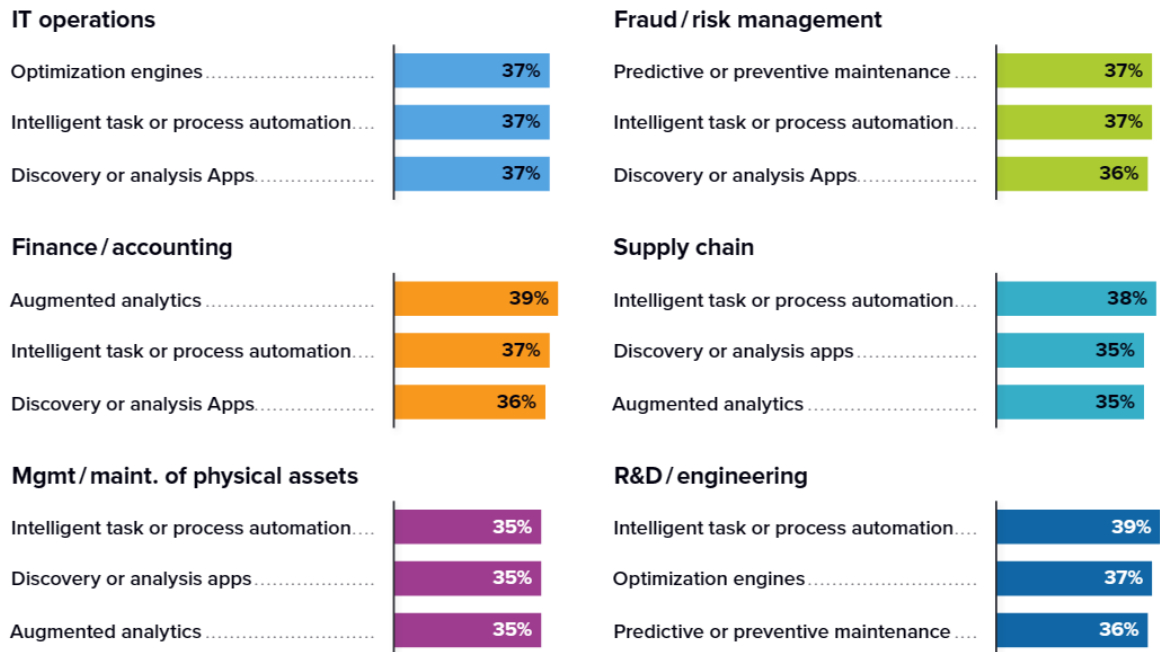 IT operations
Optimization engines 37%
Intelligent task or process automation 37%
Discovery or analysis Apps 37%
Fraud/risk management
Predictive or preventive maintenance 37%
Intelligent task or process automation 37%
Discovery or analysis Apps 36%
Finance/accounting
Augmented analytics 39%
Intelligent task or process automation 37%
Discovery or analysis Apps 36%
Supply chain
Intelligent task or process automation 38%
Discovery or analysis apps 35%
Augmented analytics 35%
Mgmt/maint. of physical assets
Intelligent task or process automation 35%
Discovery or analysis apps 35%
Augmented analytics 35%
R&D/engineering
Intelligent task or process automation 39%
Optimization engines 37%
Predictive or preventive maintenance 36%